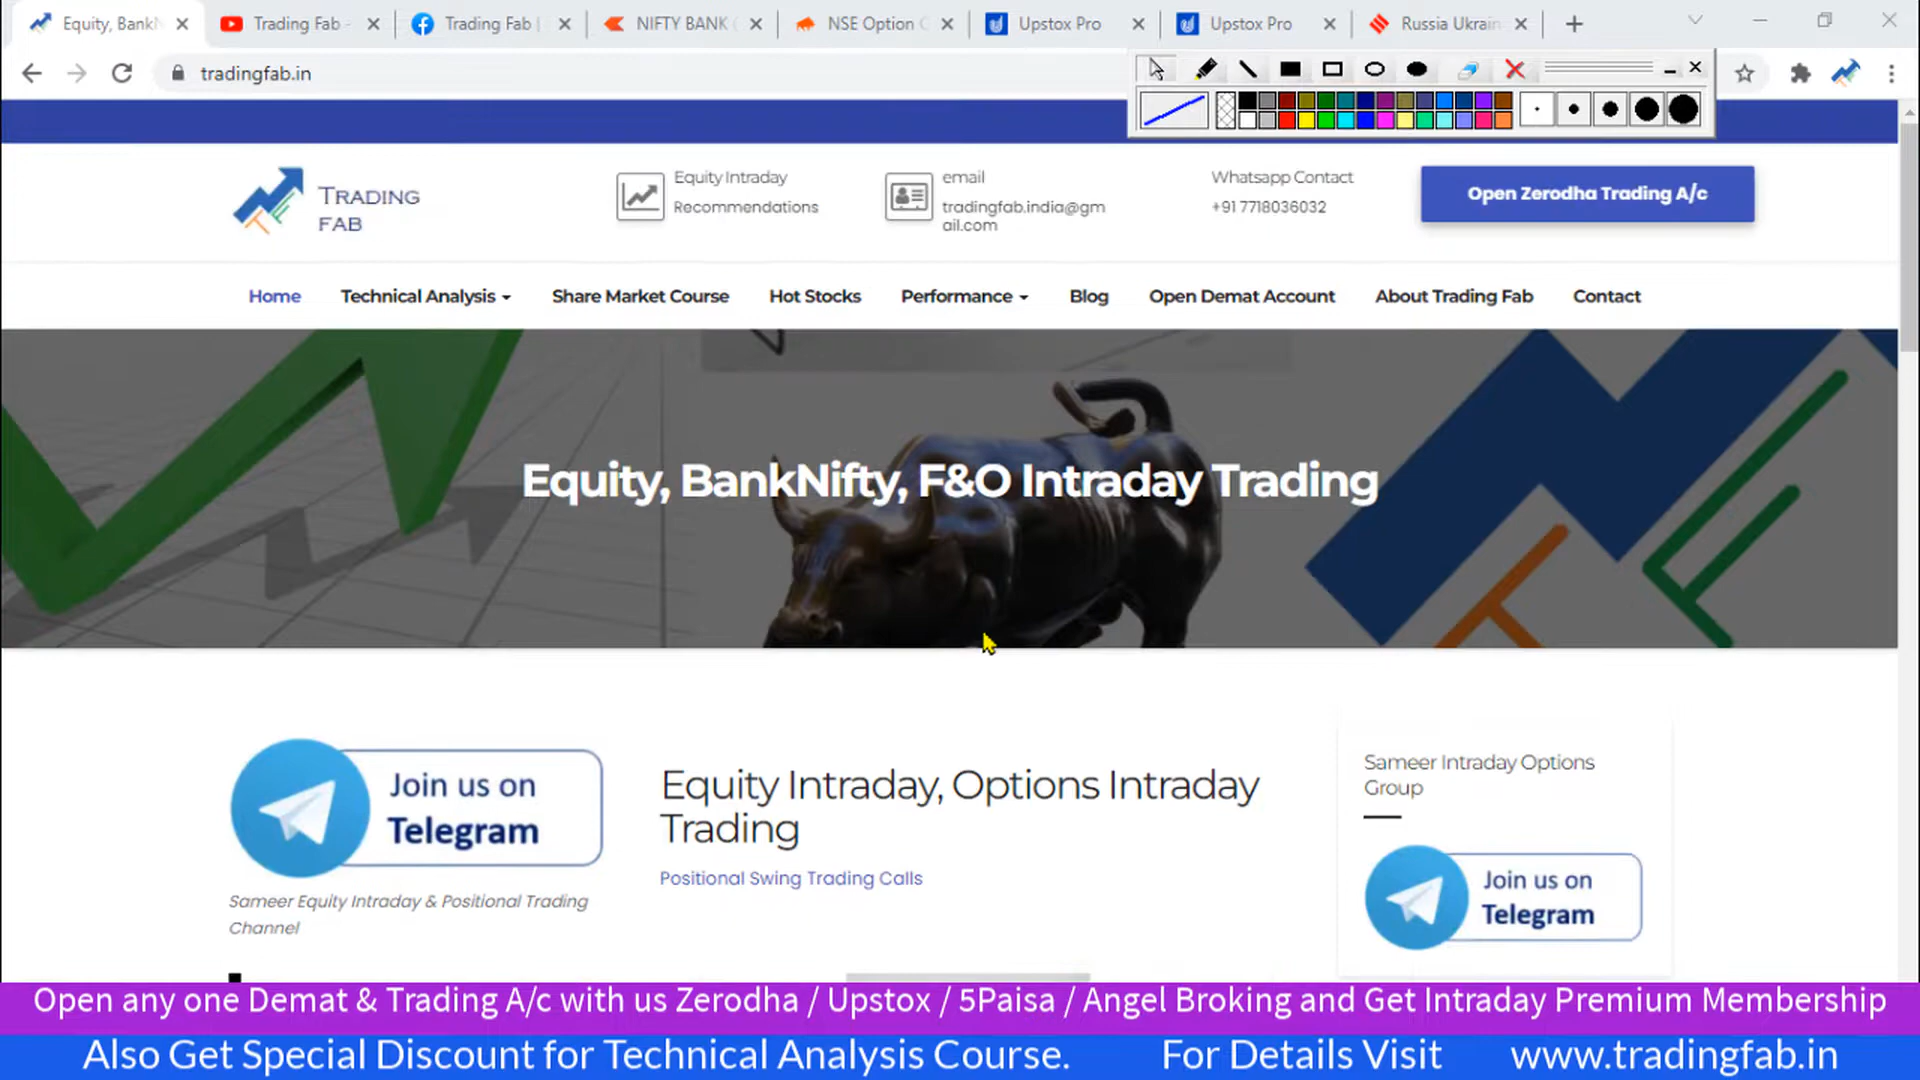 Equity, BankN
Trading Fab -
Trading Fab |
NIFTY BANK (
NSE Option C
Upstox Pro
Upstox Pro
Russia Ukrain
tradingfab.in
TRADING
FAB
Equity Intraday
Recommendations
email
tradingfab.india@gm
ail.com
Whatsapp Contact
+91 7718036032
Open Zerodha Trading A/c
Home
Technical Analysis
Share Market Course
Hot Stocks
Performance
Blog
Open Demat Account
About Trading Fab
Contact
Equity, BankNifty, F&O Intraday Trading
Join us on
Telegram
Sameer Equity Intraday & Positional Trading
Channel
Equity Intraday, Options Intraday
Trading
Positional Swing Trading Calls
Sameer Intraday Options
Group
Join us on
Telegram
Open any one Demat & Trading A/c with us Zerodha / Upstox / 5Paisa / Angel Broking and Get Intraday Premium Membership
Also Get Special Discount for Technical Analysis Course. For Details Visit www.tradingfab.in